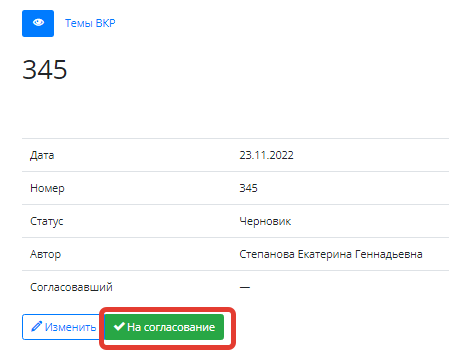 Темы ВКР
345
Дата 23.11.2022
Номер 345
Статус Черновик
Автор Степанова Екатерина Геннадьевна
Согласовавший —
Изменить На согласование